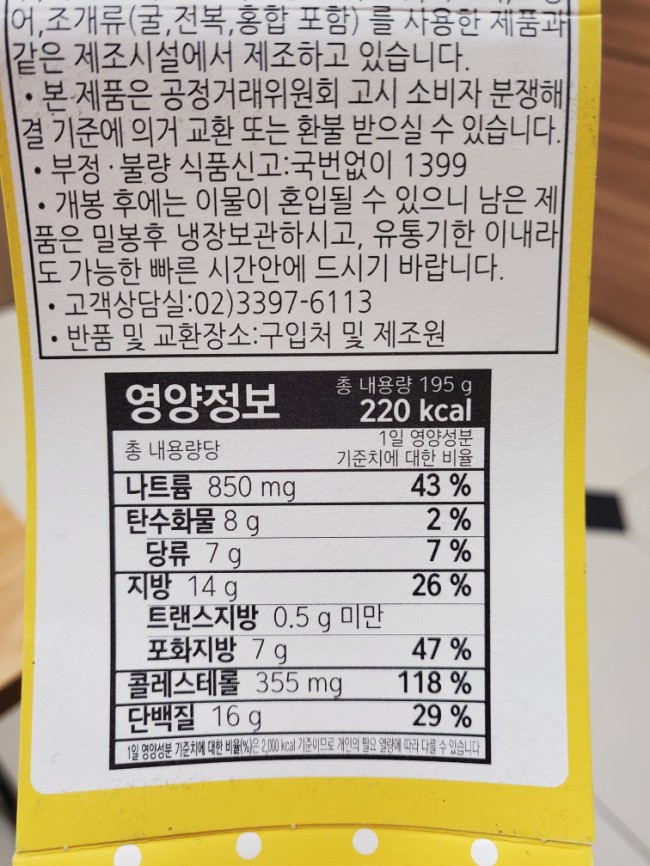 어,조개류(굴,전복,홍합 포함) 를 사용한 제품과
같은 제조시설에서 제조하고 있습니다.
• 본 제품은 공정거래위원회 고시 소비자 분쟁해
결 기준에 의거 교환 또는 환불 받으실 수 있습니다.
• 부정 · 불량 식품신고:국번없이 1399
• 개봉 후에는 이물이 혼입될 수 있으니 남은 제
품은 밀봉후 냉장보관하시고, 유통기한 이내라
도 가능한 빠른 시간안에 드시기 바랍니다.
• 고객상담실:02)3397-6113
• 반품 및 교환장소:구입처 및 제조원
영양정보 총 내용량 195 g
220 kcal
총 내용량당 1일 영양성분
기준치에 대한 비율
나트륨 850 mg 43 %
탄수화물 8 g 2 %
당류 7 g 7 %
지방 14 g 26 %
트랜스지방 0.5 g 미만
포화지방 7 g 47 %
콜레스테롤 355 mg 118 %
단백질 16 g 29 %
1일 영양성분 기준치에 대한 비율(%)은 2,000 kcal 기준이므로 개인의 필요 열량에 따라 다를 수 있습니다